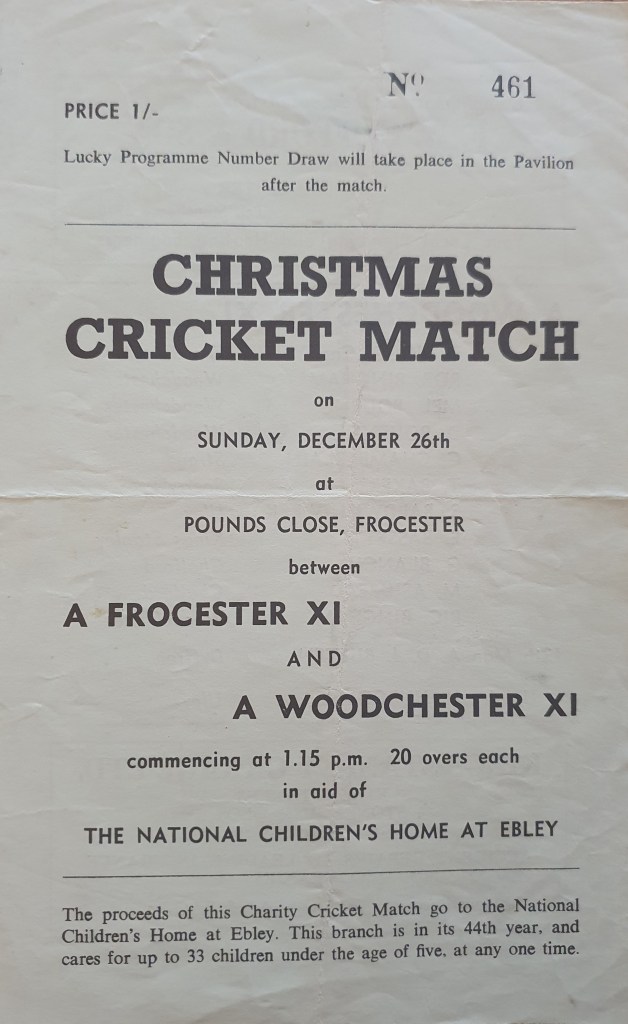 Nº 461
PRICE 1/-
Lucky Programme Number Draw will take place in the Pavilion
after the match.
CHRISTMAS
CRICKET MATCH
on
SUNDAY, DECEMBER 26th
at
POUNDS CLOSE, FROCESTER
between
A FROCESTER XI
AND
A WOODCHESTER XI
commencing at 1.15 p.m. 20 overs each
in aid of
THE NATIONAL CHILDREN'S HOME AT EBLEY
The proceeds of this Charity Cricket Match go to the National
Children's Home at Ebley. This branch is in its 44th year, and
cares for up to 33 children under the age of five, at any one time.